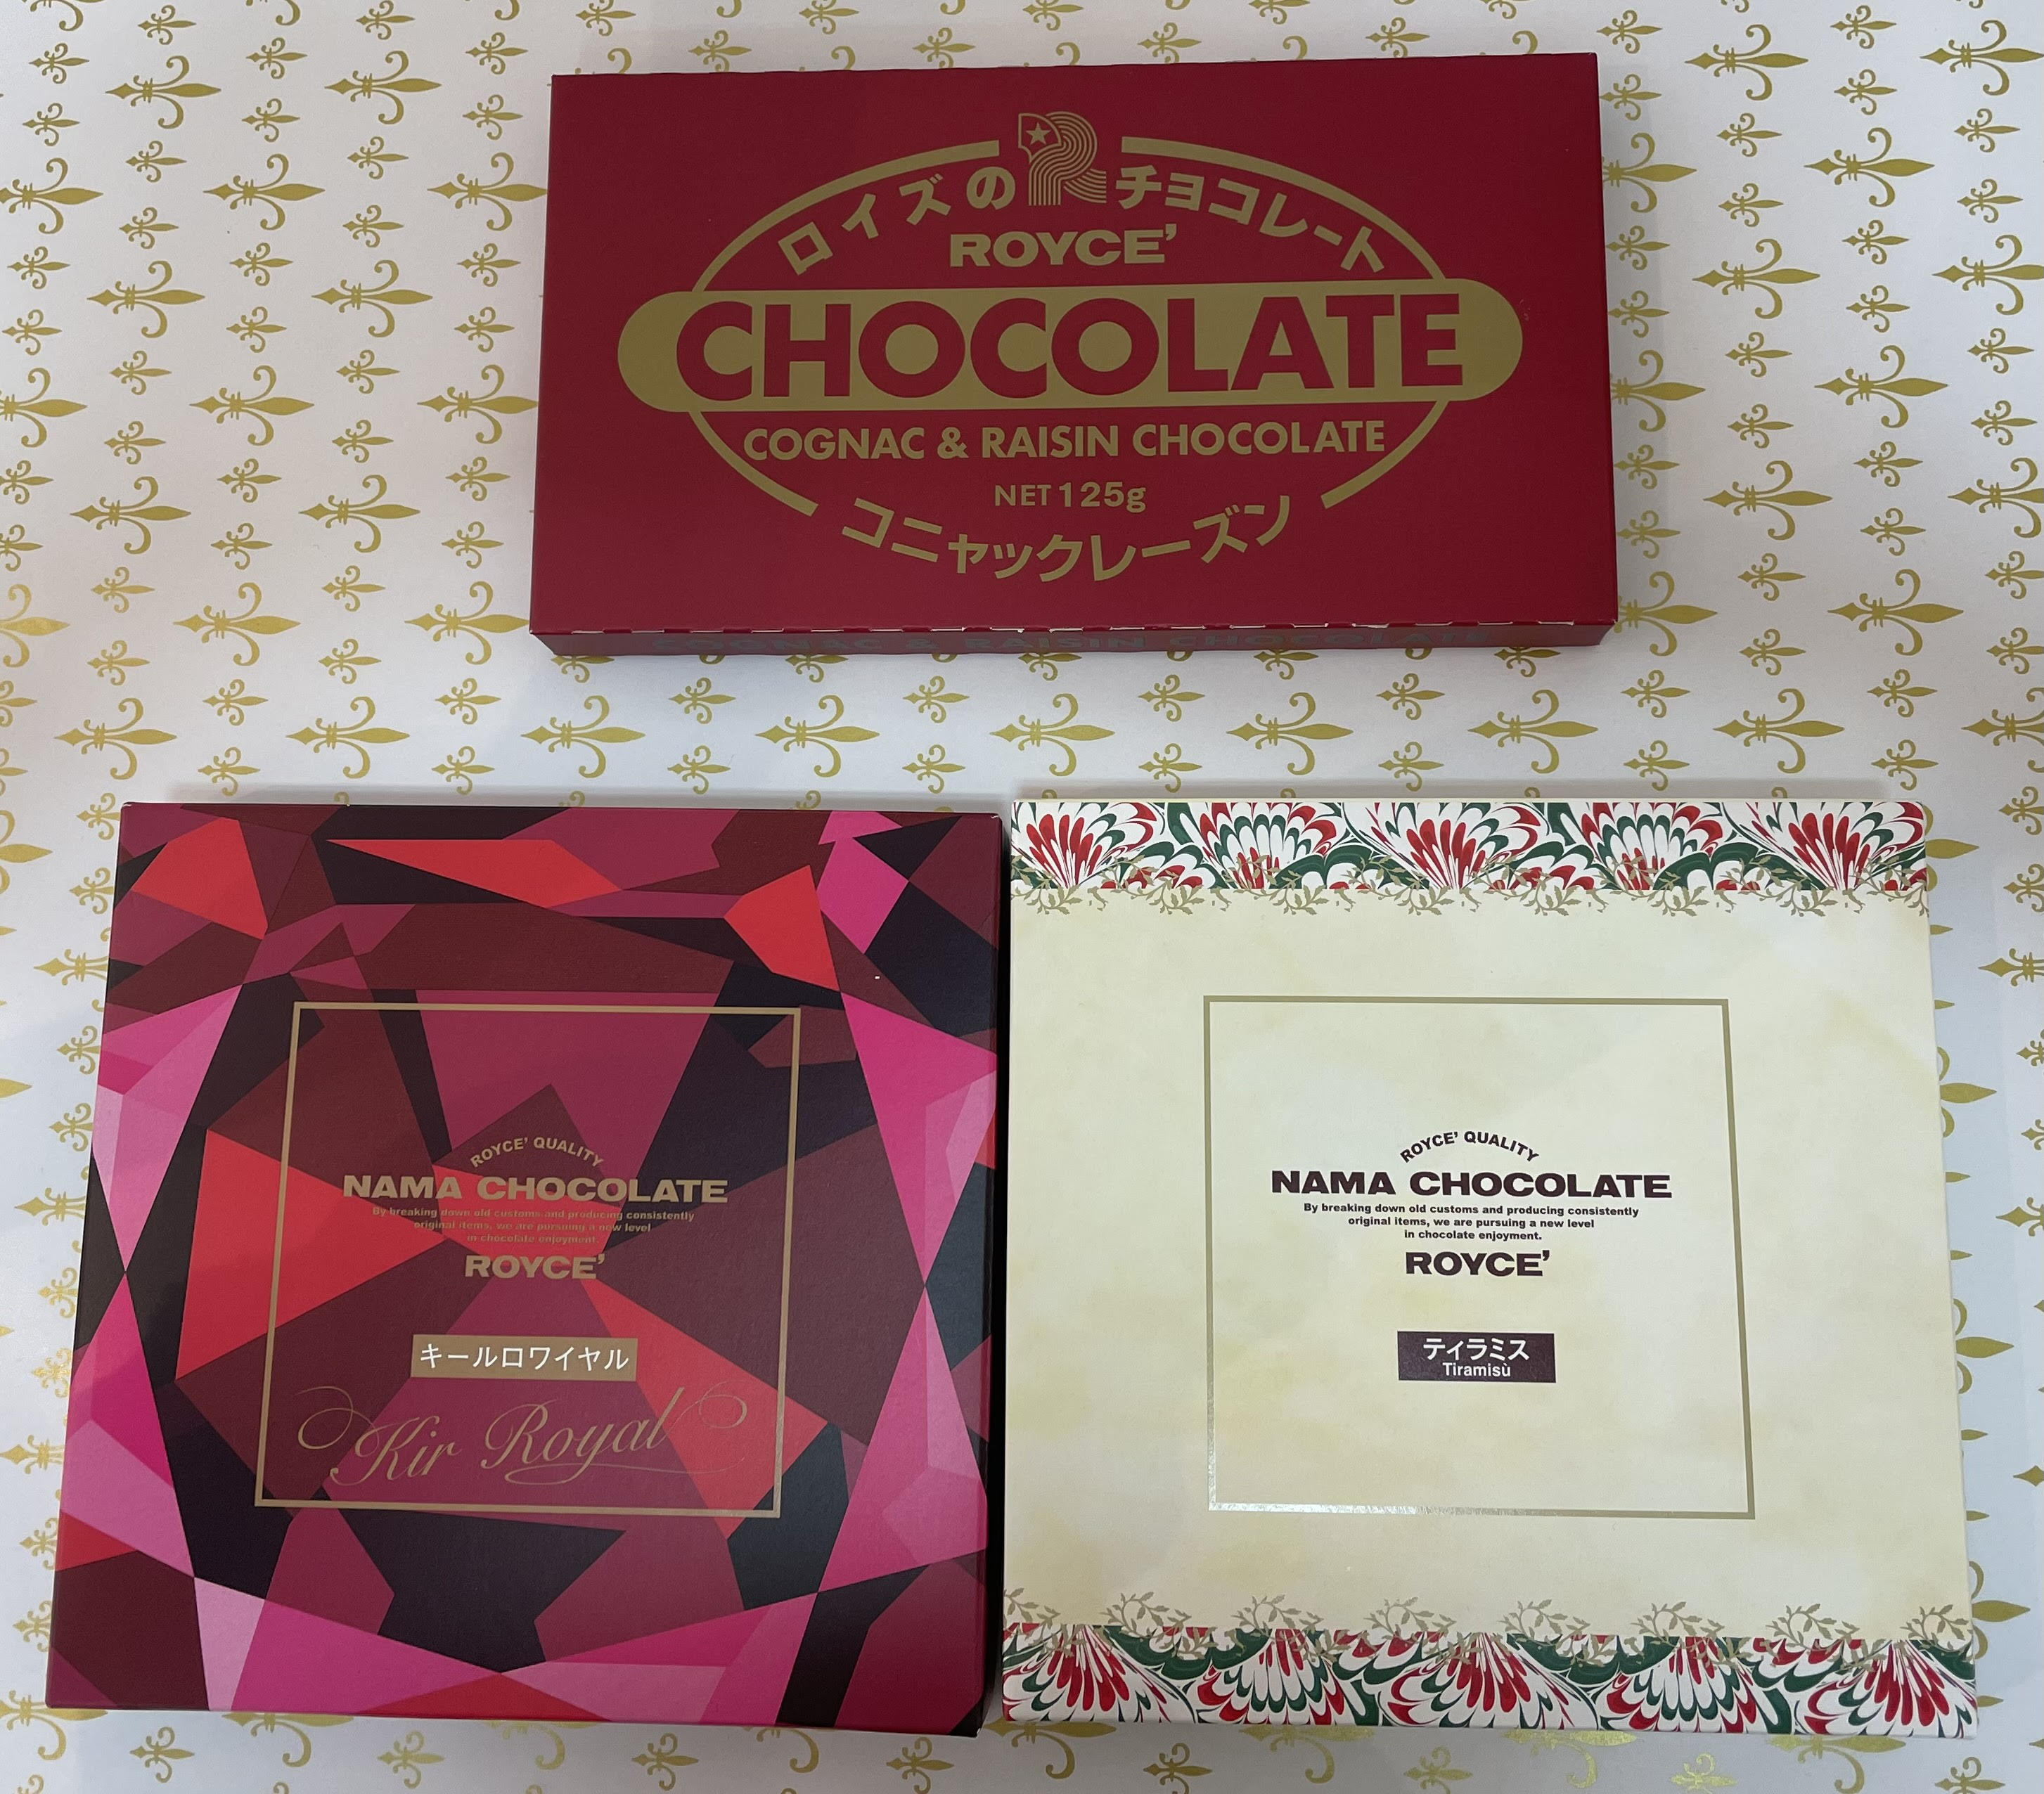 ロイズの チョコレート
ROYCE'
CHOCOLATE
COGNAC & RAISIN CHOCOLATE
NET 125g
コニャックレーズン
COGNAC & RAISIN CHOCOLATE
ROYCE' QUALITY
NAMA CHOCOLATE
By breaking down old customs and producing consistently
original items, we are pursuing a new level
in chocolate enjoyment.
ROYCE'
キールロワイヤル
Kir Royal
ROYCE' QUALITY
NAMA CHOCOLATE
By breaking down old customs and producing consistently
original items, we are pursuing a new level
in chocolate enjoyment.
ROYCE'
ティラミス
Tiramisù